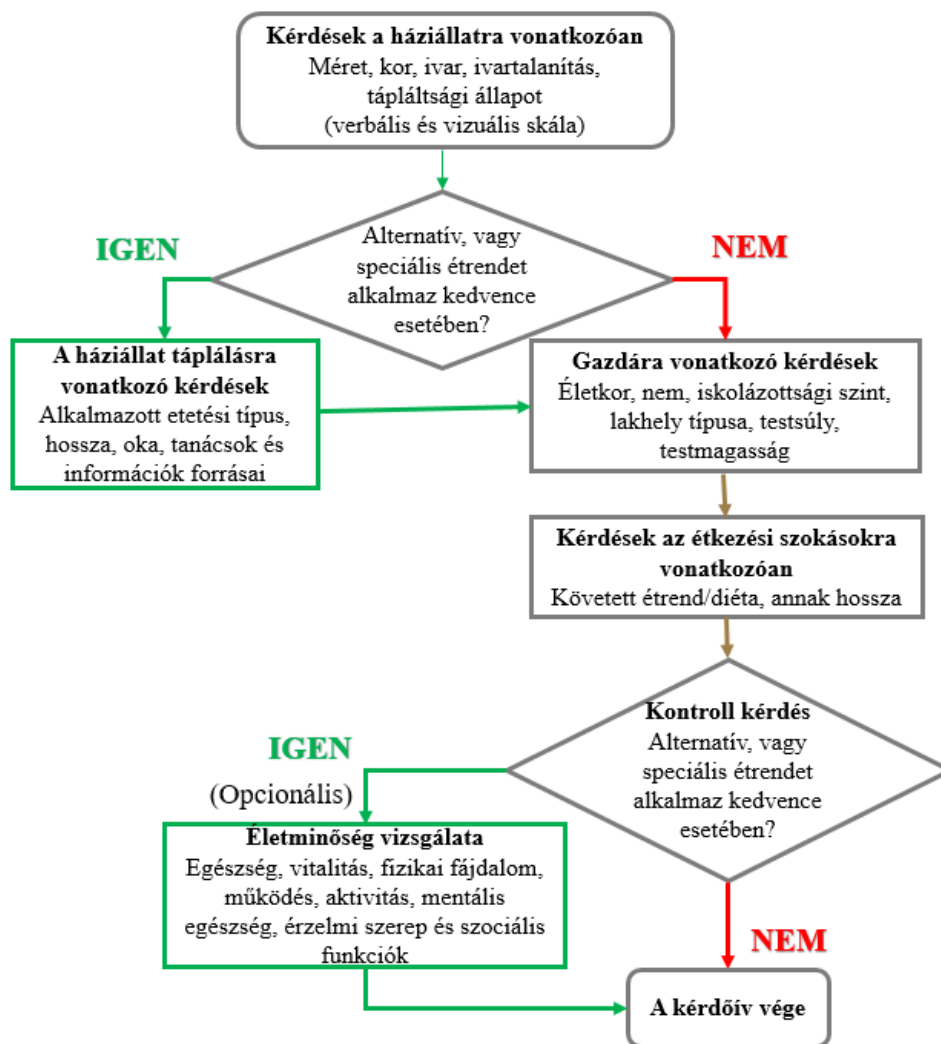 Kérdések a háziállatra vonatkozóan
Méret, kor, ivar, ivartalanítás,
tápláltsági állapot
(verbális és vizuális skála)
Alternatív, vagy
speciális étrendet
alkalmaz kedvence
esetében?
IGEN
NEM
A háziállat táplálásra
vonatkozó kérdések
Alkalmazott etetési típus,
hossza, oka, tanácsok és
információk forrásai
Gazdára vonatkozó kérdések
Életkor, nem, iskolázottsági szint,
lakhely típusa, testsúly,
testmagasság
Kérdések az étkezési szokásokra
vonatkozóan
Követett étrend/diéta, annak hossza
Kontroll kérdés
Alternatív, vagy
speciális étrendet
alkalmaz kedvence
esetében?
IGEN
(Opcionális)
Életminőség vizsgálata
Egészség, vitalitás, fizikai fájdalom,
működés, aktivitás, mentális
egészség, érzelmi szerep és szociális
funkciók
NEM
A kérdőív vége